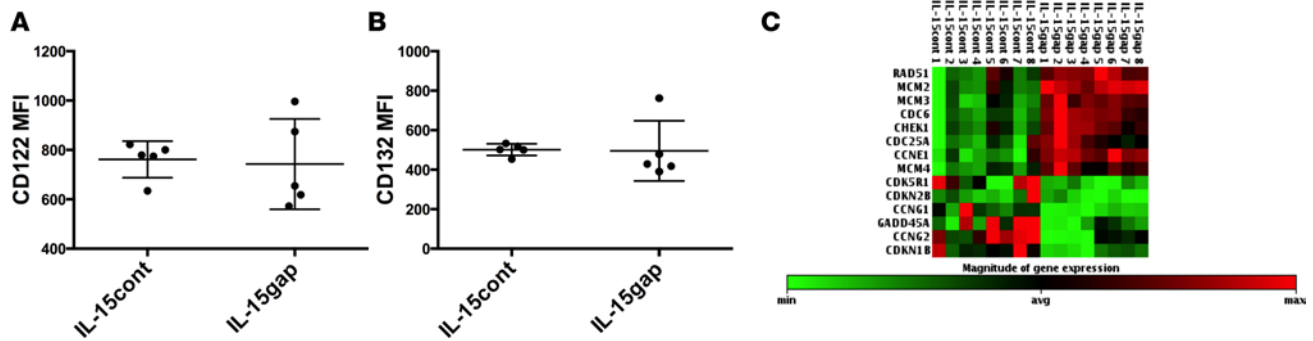 A
CD122 MFI
1200
1000
800
600
400
IL-15cont
IL-15gap
B
CD132 MFI
1000
800
600
400
200
0
IL-15cont
IL-15gap
C
IL-15cont 1
IL-15cont 2
IL-15cont 3
IL-15cont 4
IL-15cont 5
IL-15cont 6
IL-15cont 7
IL-15cont 8
IL-15gap 1
IL-15gap 2
IL-15gap 3
IL-15gap 4
IL-15gap 5
IL-15gap 6
IL-15gap 7
IL-15gap 8
RAD51
MCM2
MCM3
CDC6
CHEK1
CDC25A
CCNE1
MCM4
CDK5R1
CDKN2B
CCNG1
GADD45A
CCNG2
CDKN1B
Magnitude of gene expression
min
avg
max